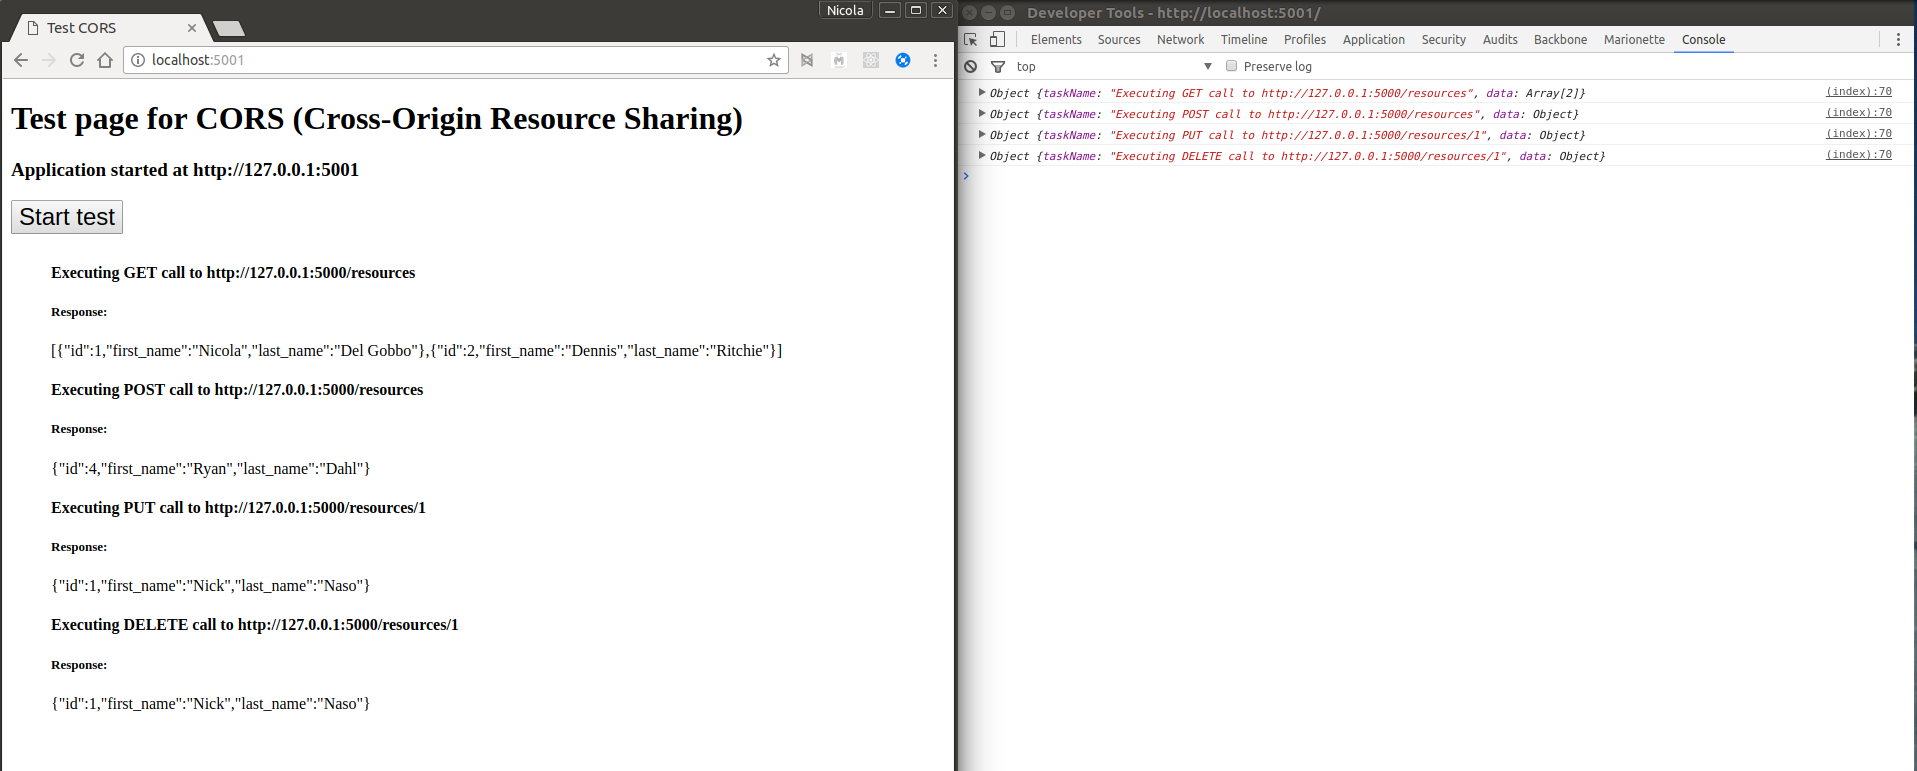 Nicola
Test CORS
localhost:5001
Test page for CORS (Cross-Origin Resource Sharing)
Application started at http://127.0.0.1:5001
Start test
Executing GET call to http://127.0.0.1:5000/resources
Response:
[{"id":1,"first_name":"Nicola","last_name":"Del Gobbo"},{"id":2,"first_name":"Dennis","last_name":"Ritchie"}]
Executing POST call to http://127.0.0.1:5000/resources
Response:
{"id":4,"first_name":"Ryan","last_name":"Dahl"}
Executing PUT call to http://127.0.0.1:5000/resources/1
Response:
{"id":1,"first_name":"Nick","last_name":"Naso"}
Executing DELETE call to http://127.0.0.1:5000/resources/1
Response:
{"id":1,"first_name":"Nick","last_name":"Naso"}
Developer Tools - http://localhost:5001/
Elements Sources Network Timeline Profiles Application Security Audits Backbone Marionette Console
top Preserve log
Object {taskName: "Executing GET call to http://127.0.0.1:5000/resources", data: Array[2]} (index):70
Object {taskName: "Executing POST call to http://127.0.0.1:5000/resources", data: Object} (index):70
Object {taskName: "Executing PUT call to http://127.0.0.1:5000/resources/1", data: Object} (index):70
Object {taskName: "Executing DELETE call to http://127.0.0.1:5000/resources/1", data: Object} (index):70